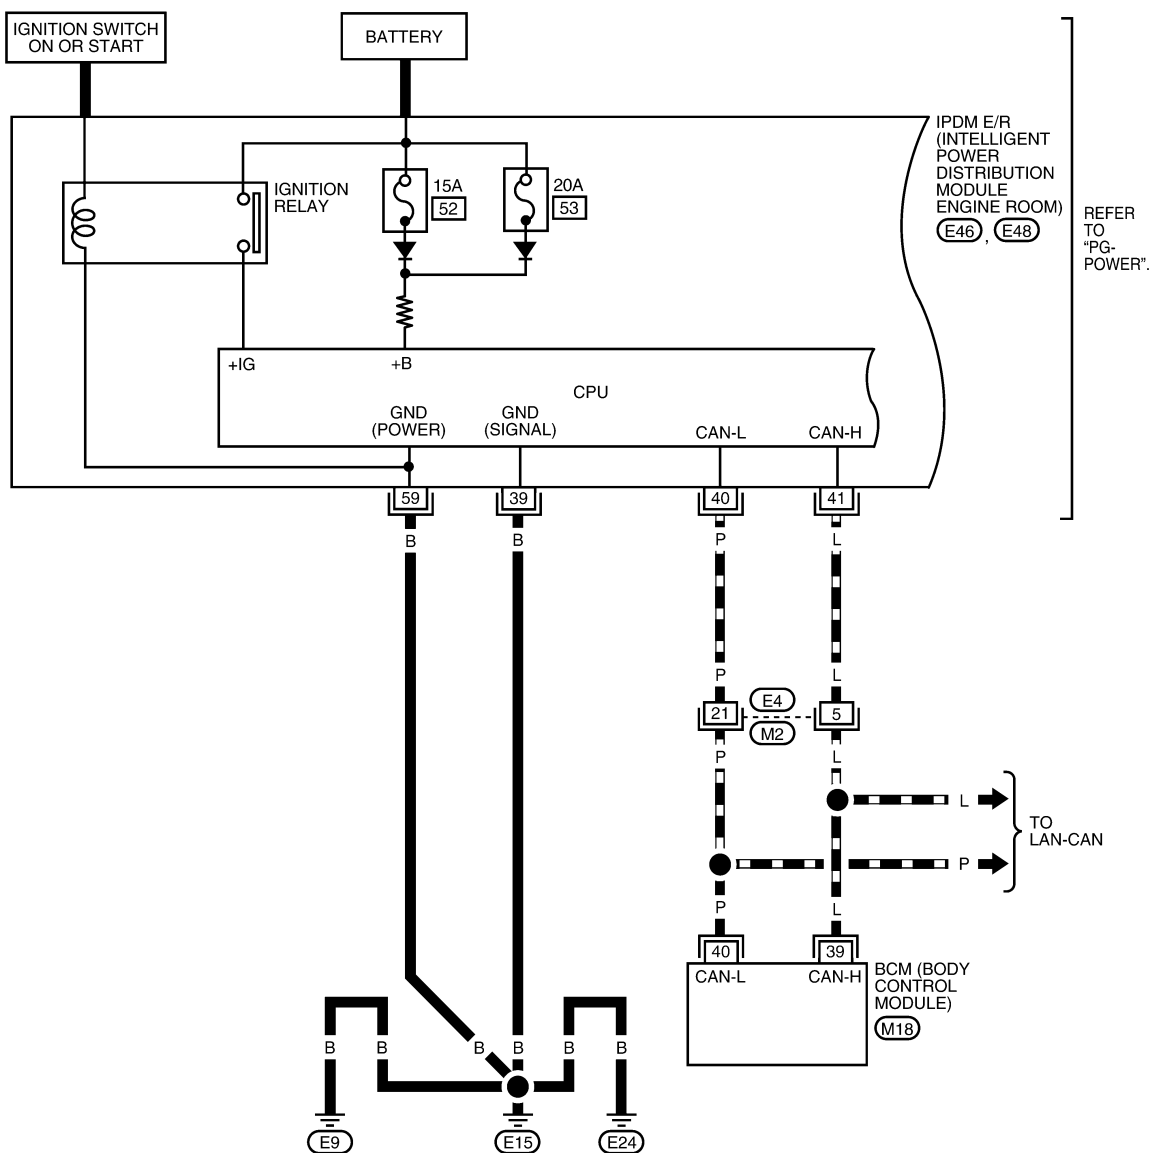 IGNITION SWITCH
ON OR START
BATTERY
IPDM E/R
(INTELLIGENT
POWER
DISTRIBUTION
MODULE
ENGINE ROOM)
E46 , E48
REFER
TO
“PG-
POWER”.
IGNITION
RELAY
15A
52
20A
53
+IG
+B
CPU
GND
(POWER)
GND
(SIGNAL)
CAN-L
CAN-H
59
39
40
41
B
B
P
L
P
L
21
E4
M2
5
P
L
L
P
TO
LAN-CAN
P
L
40
39
CAN-L
CAN-H
BCM (BODY
CONTROL
MODULE)
M18
B
B
B
B
B
B
E9
E15
E24